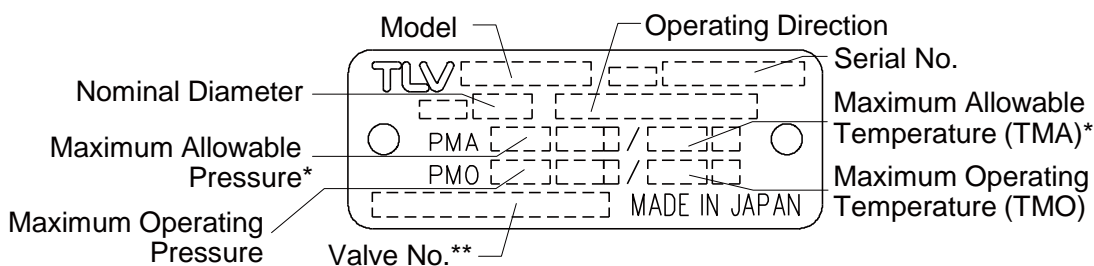 Model
Operating Direction
Serial No.
TLV
Nominal Diameter
Maximum Allowable
Temperature (TMA)*
PMA /
Maximum Allowable
Pressure*
PMO /
Maximum Operating
Temperature (TMO)
MADE IN JAPAN
Maximum Operating
Pressure
Valve No.**